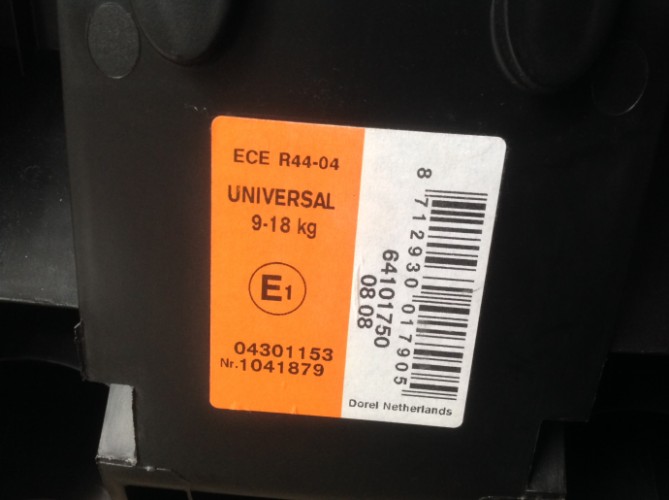 ECE R44-04
UNIVERSAL
9-18 kg
E1
04301153
Nr.1041879
8 712930 017905
64101750
08 08
Dorel Netherlands